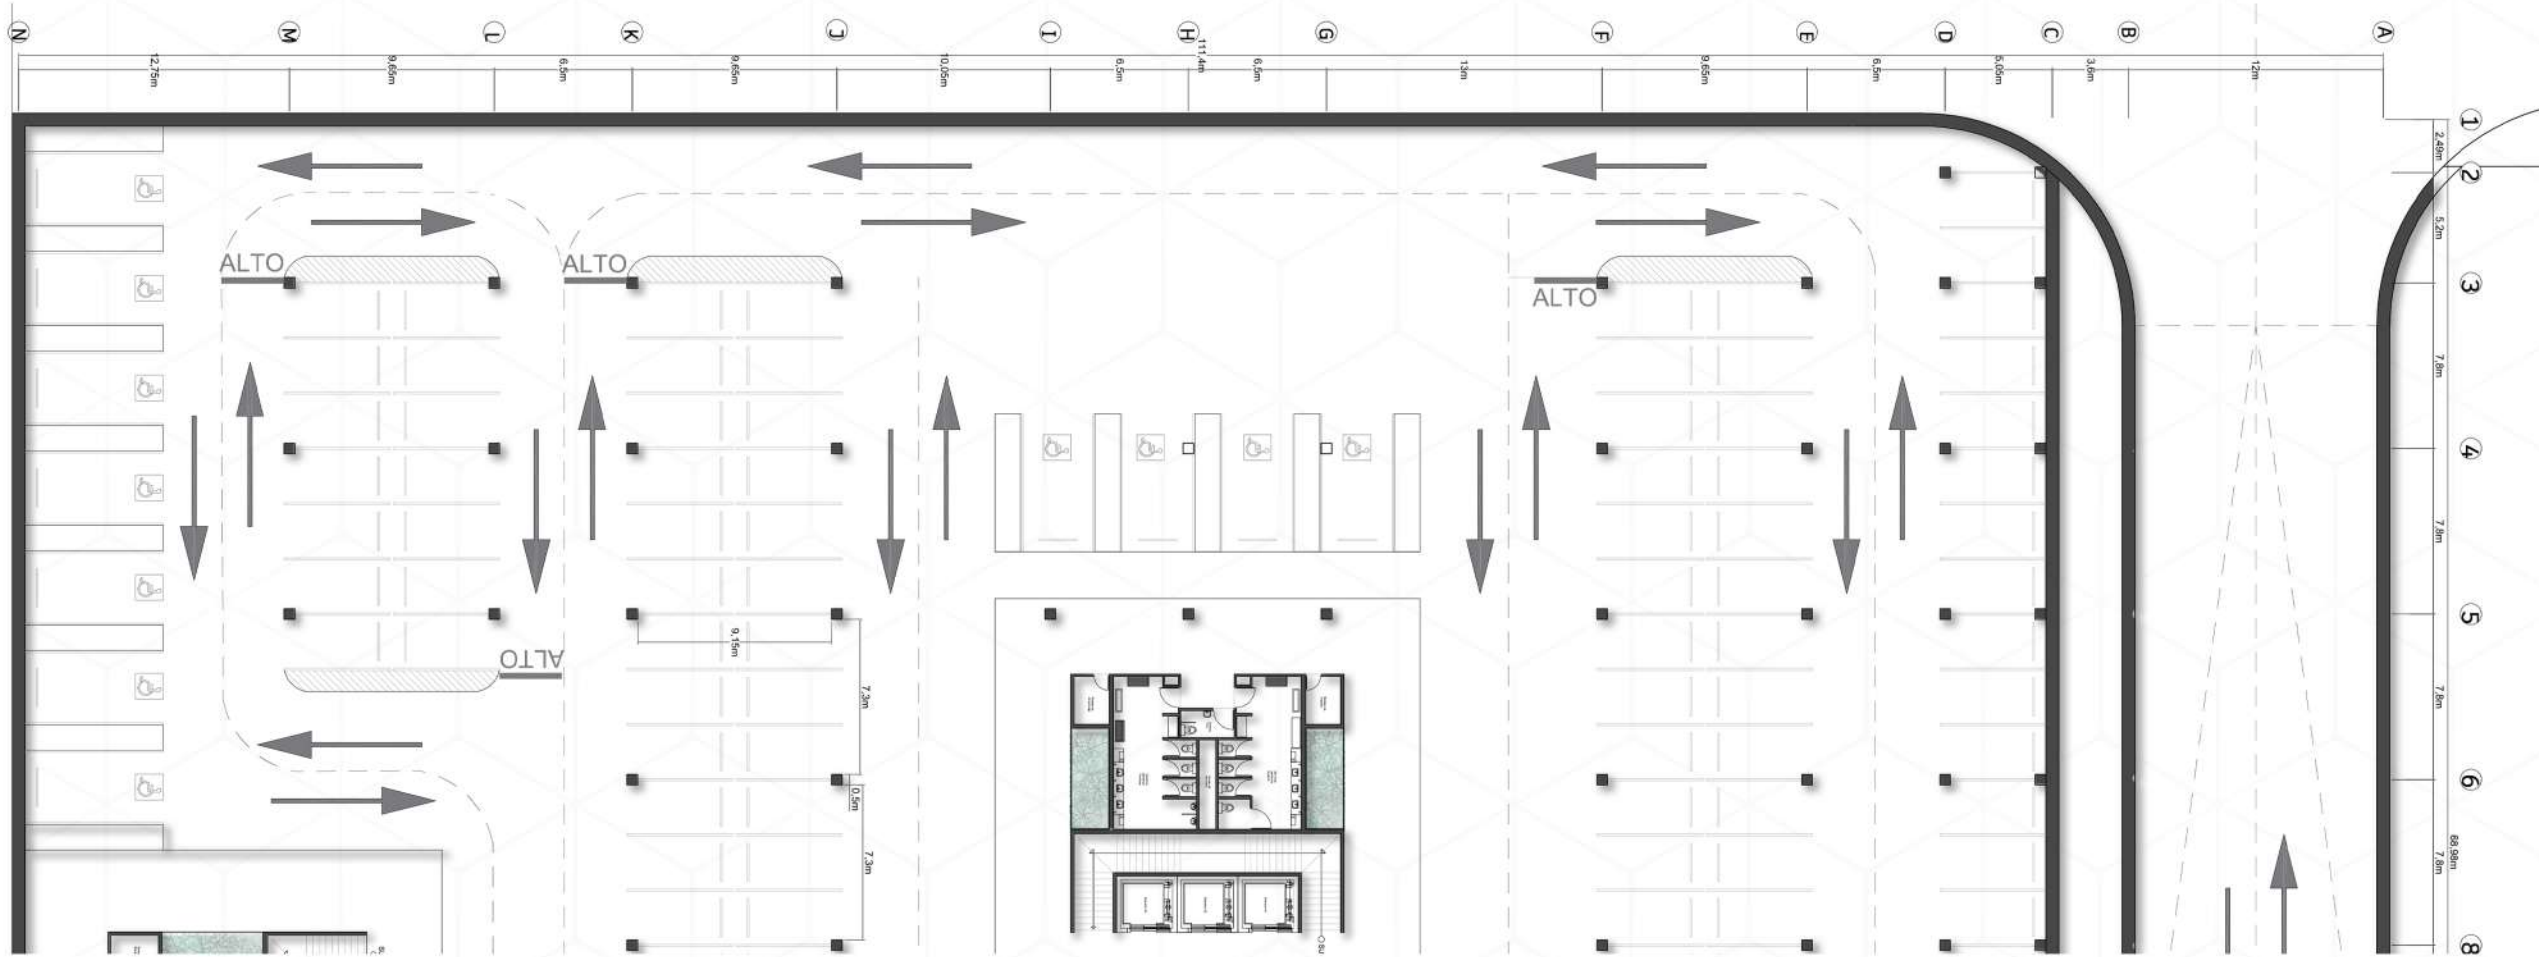 N M L K J I H G F E D C B A
111,4m
12,75m 9,65m 6,5m 9,65m 10,05m 6,5m 6,5m 13m 9,65m 6,5m 5,05m 3,6m 12m
1
2,49m
2
5,2m
ALTO ALTO
3
ALTO
7,8m
4
7,8m
5
9,15m
ALTO
7,3m
7,8m
6
0,5m
7,3m
7,8m
68,98m
8